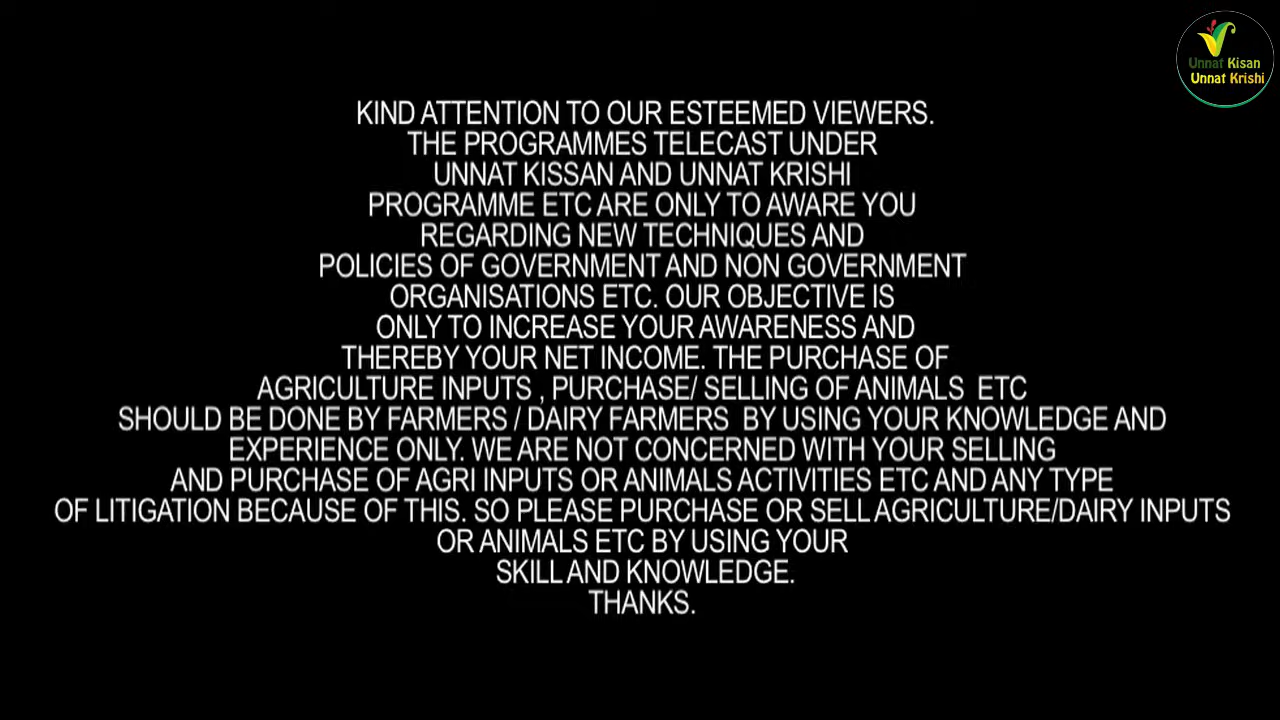 Unnat Kisan
Unnat Krishi
KIND ATTENTION TO OUR ESTEEMED VIEWERS.
THE PROGRAMMES TELECAST UNDER
UNNAT KISSAN AND UNNAT KRISHI
PROGRAMME ETC ARE ONLY TO AWARE YOU
REGARDING NEW TECHNIQUES AND
POLICIES OF GOVERNMENT AND NON GOVERNMENT
ORGANISATIONS ETC. OUR OBJECTIVE IS
ONLY TO INCREASE YOUR AWARENESS AND
THEREBY YOUR NET INCOME. THE PURCHASE OF
AGRICULTURE INPUTS , PURCHASE/ SELLING OF ANIMALS ETC
SHOULD BE DONE BY FARMERS / DAIRY FARMERS BY USING YOUR KNOWLEDGE AND
EXPERIENCE ONLY. WE ARE NOT CONCERNED WITH YOUR SELLING
AND PURCHASE OF AGRI INPUTS OR ANIMALS ACTIVITIES ETC AND ANY TYPE
OF LITIGATION BECAUSE OF THIS. SO PLEASE PURCHASE OR SELL AGRICULTURE/DAIRY INPUTS
OR ANIMALS ETC BY USING YOUR
SKILL AND KNOWLEDGE.
THANKS.